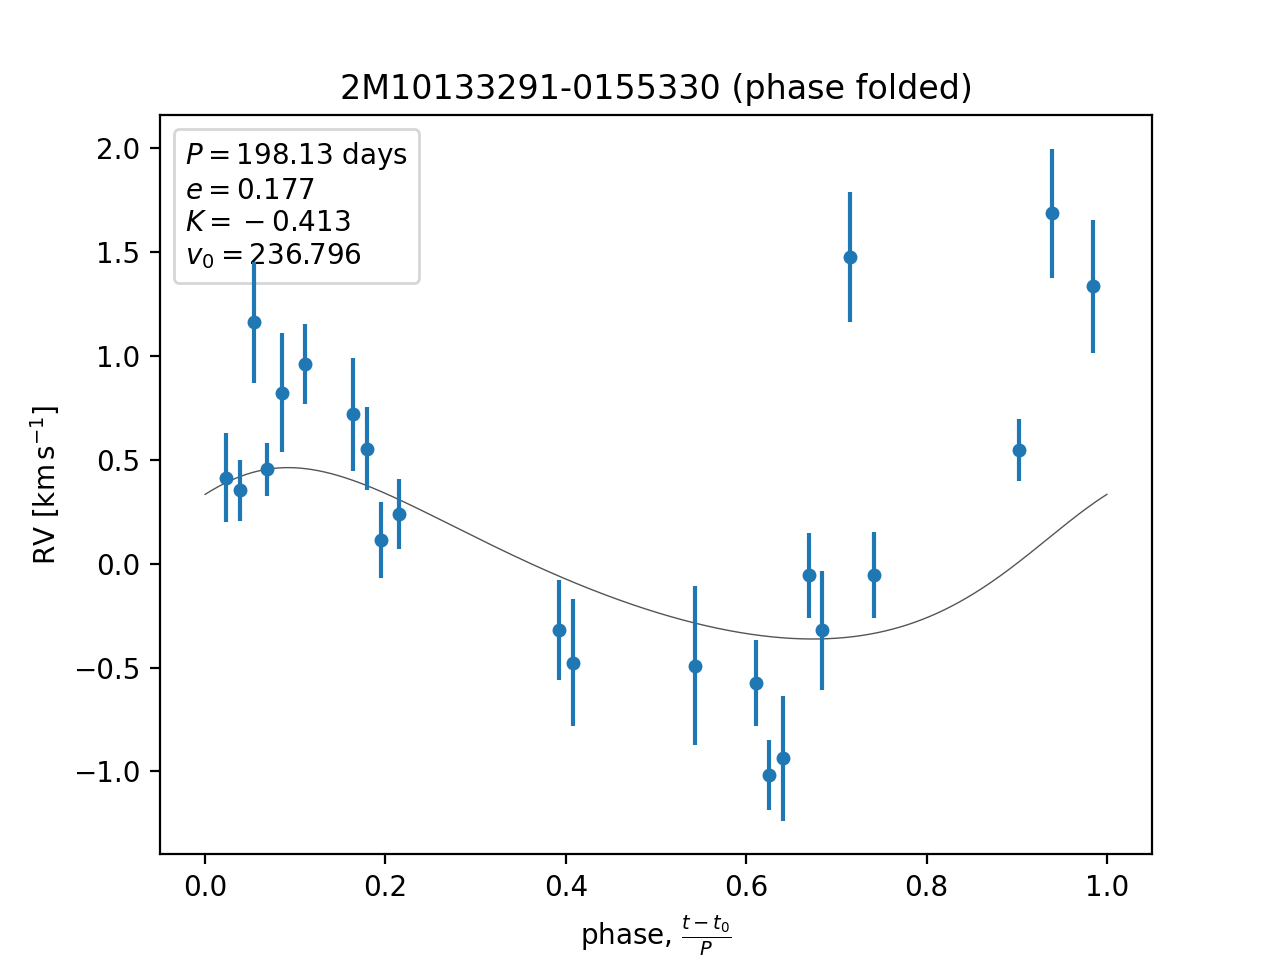 2M10133291-0155330 (phase folded)
P = 198.13 days
e = 0.177
K = −0.413
v₀ = 236.796
2.0
1.5
1.0
0.5
0.0
−0.5
−1.0
RV [km s⁻¹]
0.0 0.2 0.4 0.6 0.8 1.0
phase, (t − t₀)/P